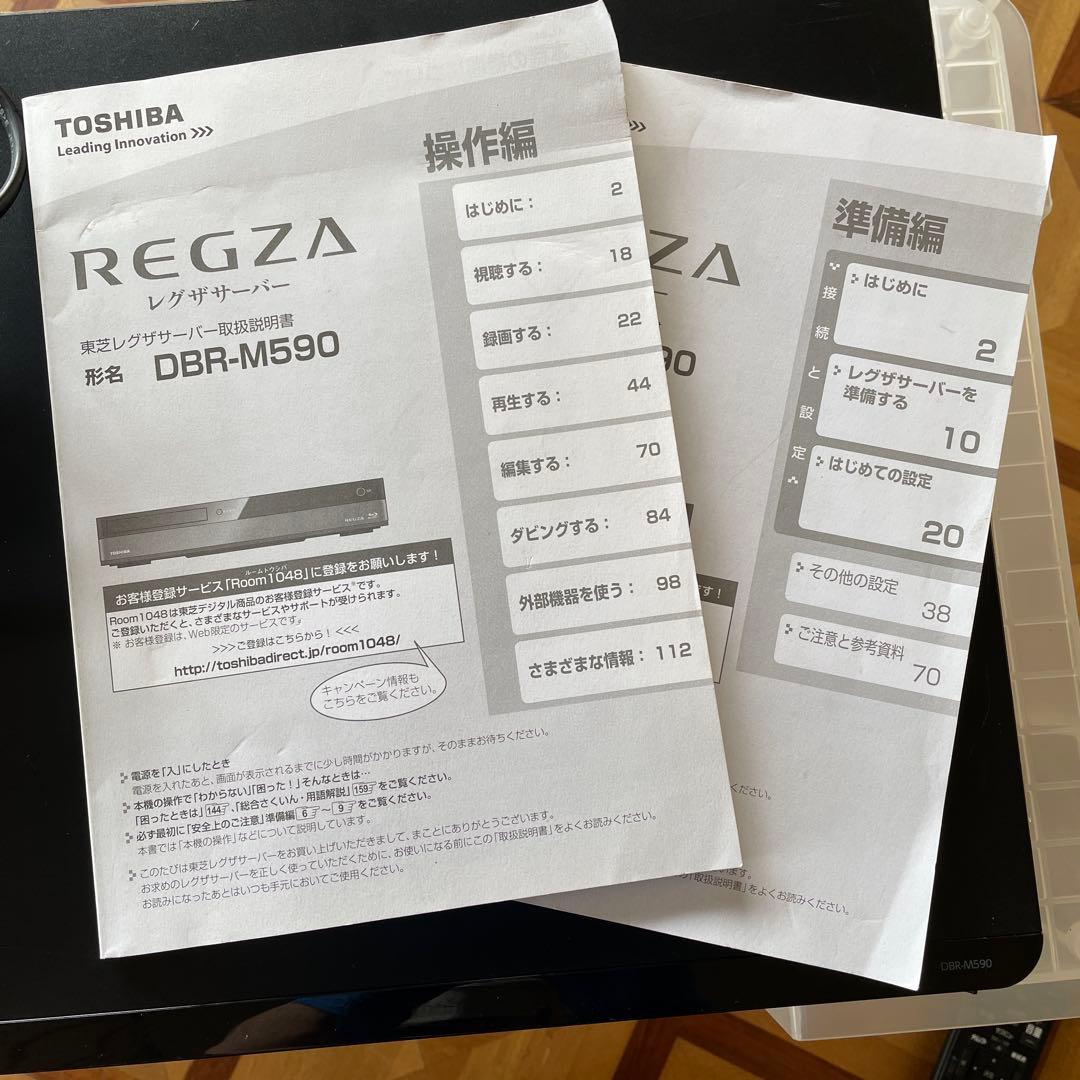 TOSHIBA
Leading Innovation >>>
操作編
REGZA
レグザサーバー
東芝レグザサーバー取扱説明書
形名 DBR-M590
はじめに： 2
視聴する： 18
録画する： 22
再生する： 44
編集する： 70
ダビングする： 84
外部機器を使う： 98
さまざまな情報： 112
TOSHIBA
REGZA
ルームトウシバ
お客様登録サービス「Room1048」に登録をお願いします！
Room1048は東芝デジタル商品のお客様登録サービス※です。
ご登録いただくと、さまざまなサービスやサポートが受けられます。
※ お客様登録は、Web限定のサービスです。
>>>ご登録はこちらから！<<<
http://toshibadirect.jp/room1048/
キャンペーン情報も
こちらをご覧ください。
電源を「入」にしたとき
電源を入れたあと、画面が表示されるまでに少し時間がかかりますが、そのままお待ちください。
本機の操作で「わからない」「困った！」そんなときは…
「困ったときは」144、「総合さくいん・用語解説」159をご覧ください。
必ず最初に「安全上のご注意」準備編 6 ～ 9 をご覧ください。
本書では「本機の操作」などについて説明しています。
このたびは東芝レグザサーバーをお買い上げいただきまして、まことにありがとうございます。
お求めのレグザサーバーを正しく使っていただくために、お使いになる前にこの「取扱説明書」をよくお読みください。
お読みになったあとはいつも手元においてご使用ください。
>>
準備編
ZA
ー
90
接続と設定
はじめに
2
レグザサーバーを
準備する
10
はじめての設定
20
その他の設定
38
ご注意と参考資料
70
す！
ださい。
います。
「取扱説明書」をよくお読みください。
DBR-M590